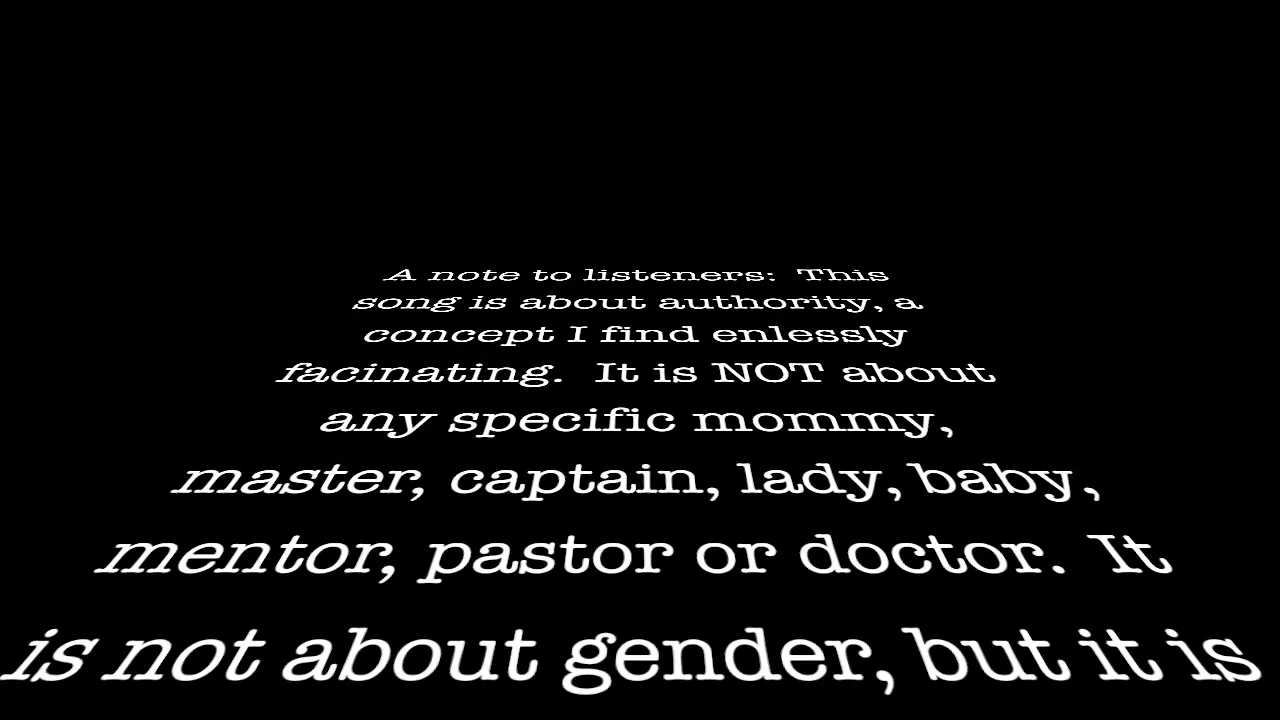 A note to listeners:  This
song is about authority, a
concept I find enlessly
facinating.  It is NOT about
any specific mommy,
master, captain, lady, baby,
mentor, pastor or doctor.  It
is not about gender, but it is